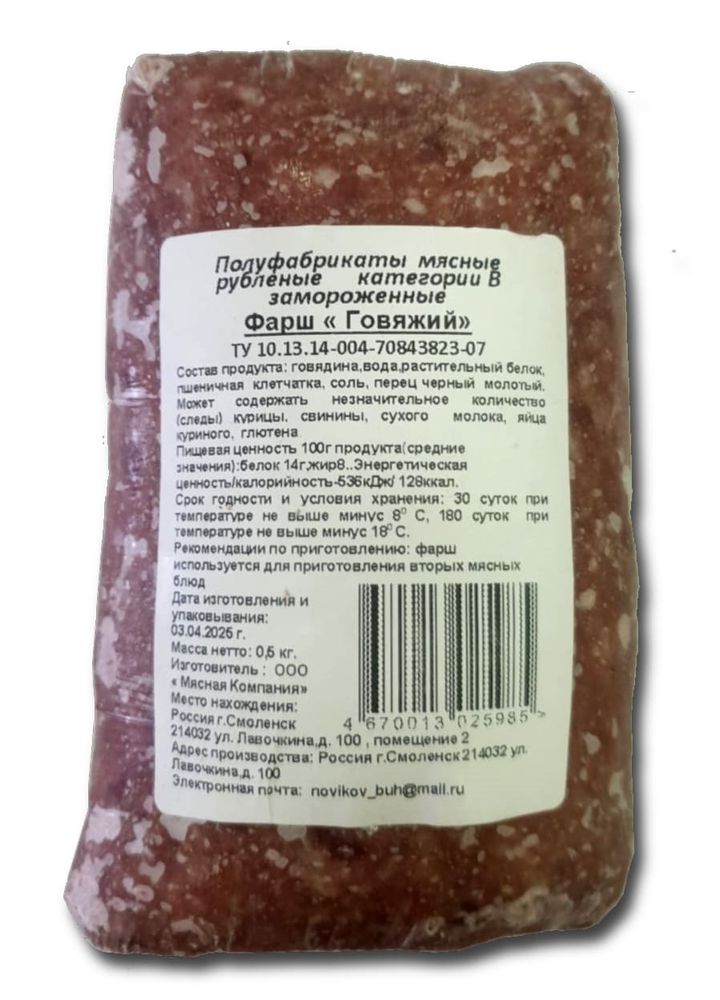 Полуфабрикаты мясные
рубленые категории В
замороженные
Фарш « Говяжий»
ТУ 10.13.14-004-70843823-07
Состав продукта: говядина,вода,растительный белок,
пшеничная клетчатка, соль, перец черный молотый.
Может содержать незначительное количество
(следы) курицы, свинины, сухого молока, яйца
куриного, глютена
Пищевая ценность 100г продукта(средние
значения):белок 14г,жир8..Энергетическая
ценность/калорийность-536кДж/ 128ккал.
Срок годности и условия хранения: 30 суток при
температуре не выше минус 8⁰ С, 180 суток при
температуре не выше минус 18⁰ С.
Рекомендации по приготовлению: фарш
используется для приготовления вторых мясных
блюд
Дата изготовления и
упаковывания:
03.04.2025 г.
Масса нетто: 0,5 кг.
Изготовитель : ООО
« Мясная Компания»
Место нахождения:
Россия г.Смоленск
4 670013 025985 >
214032 ул. Лавочкина,д. 100 , помещение 2
Адрес производства: Россия г.Смоленск 214032 ул.
Лавочкина,д. 100
Электронная почта: novikov_buh@mail.ru